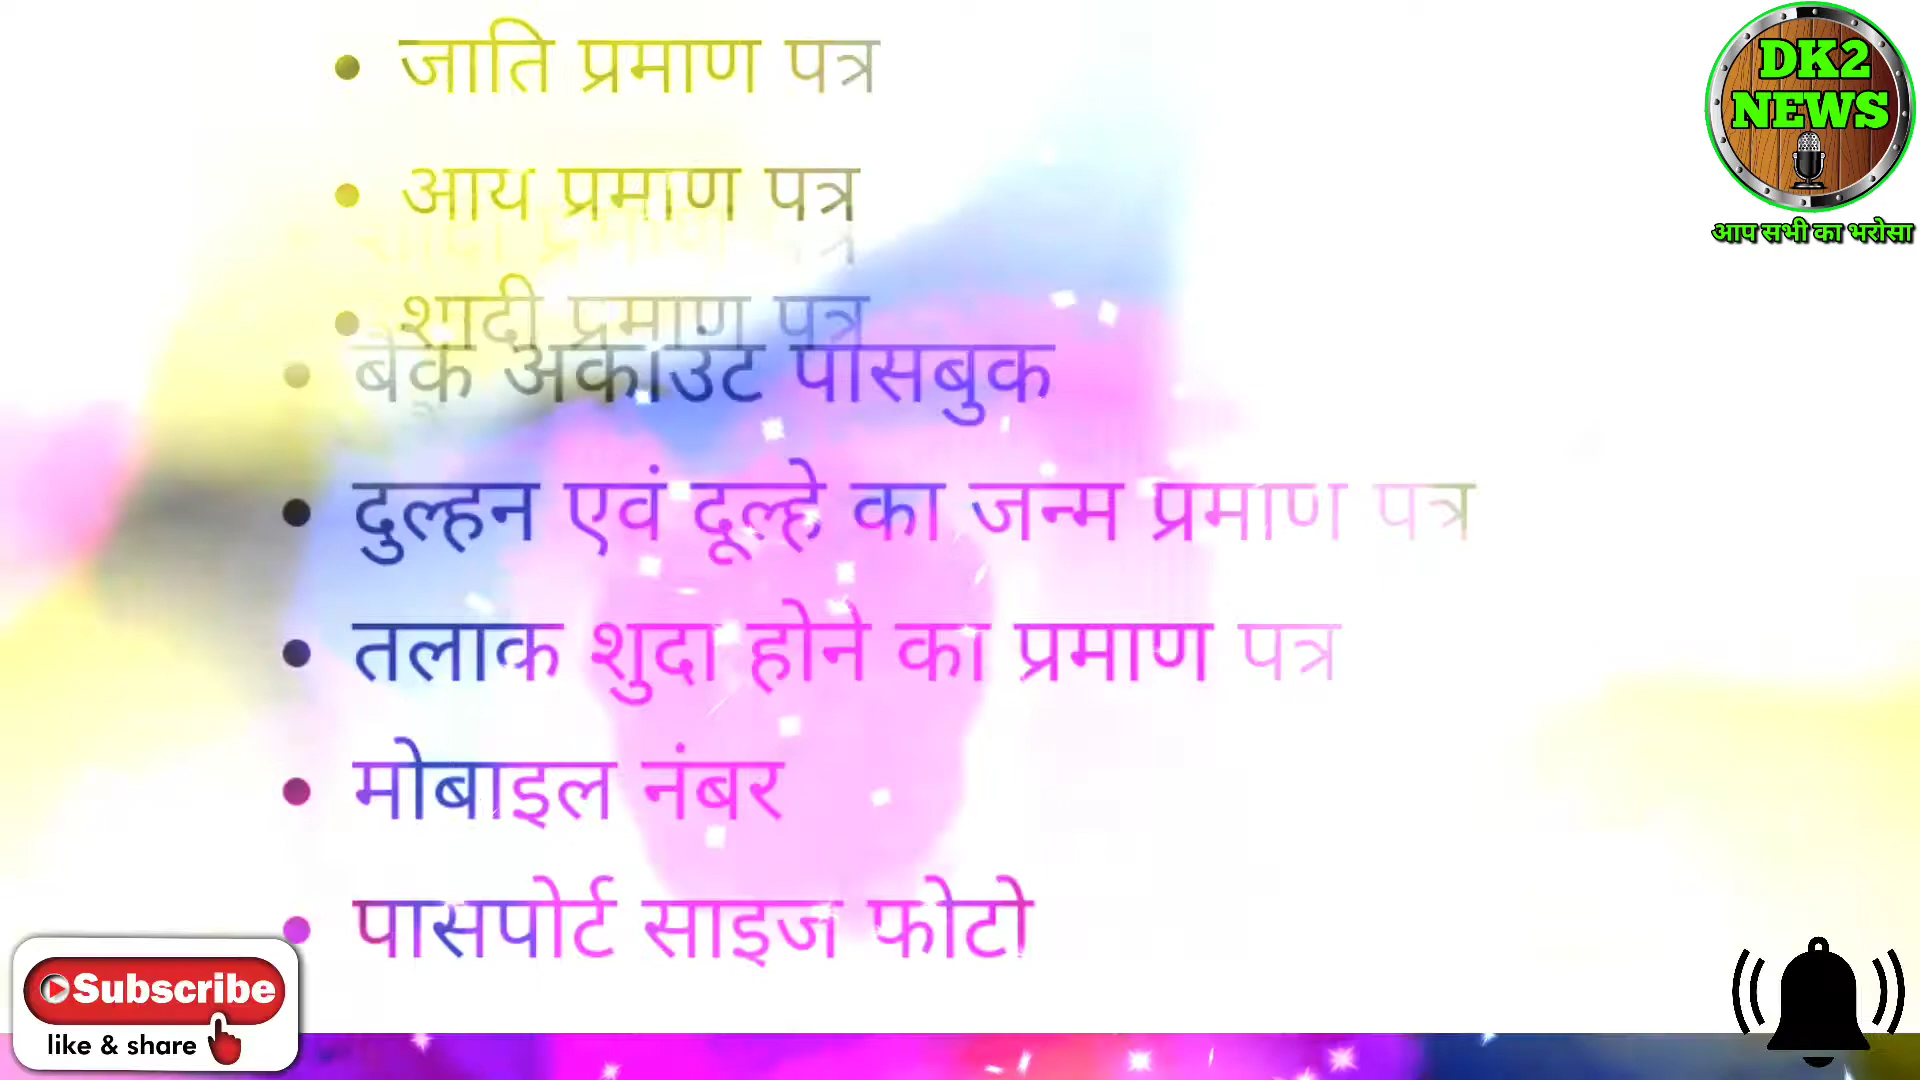 • जाति प्रमाण पत्र
DK2
NEWS
• आय प्रमाण पत्र
आप सभी का भरोसा
• शादी प्रमाण पत्र
• बैंक अकाउंट पासबुक
• दुल्हन एवं दूल्हे का जन्म प्रमाण पत्र
• तलाक शुदा होने का प्रमाण पत्र
• मोबाइल नंबर
• पासपोर्ट साइज फोटो
Subscribe
like & share